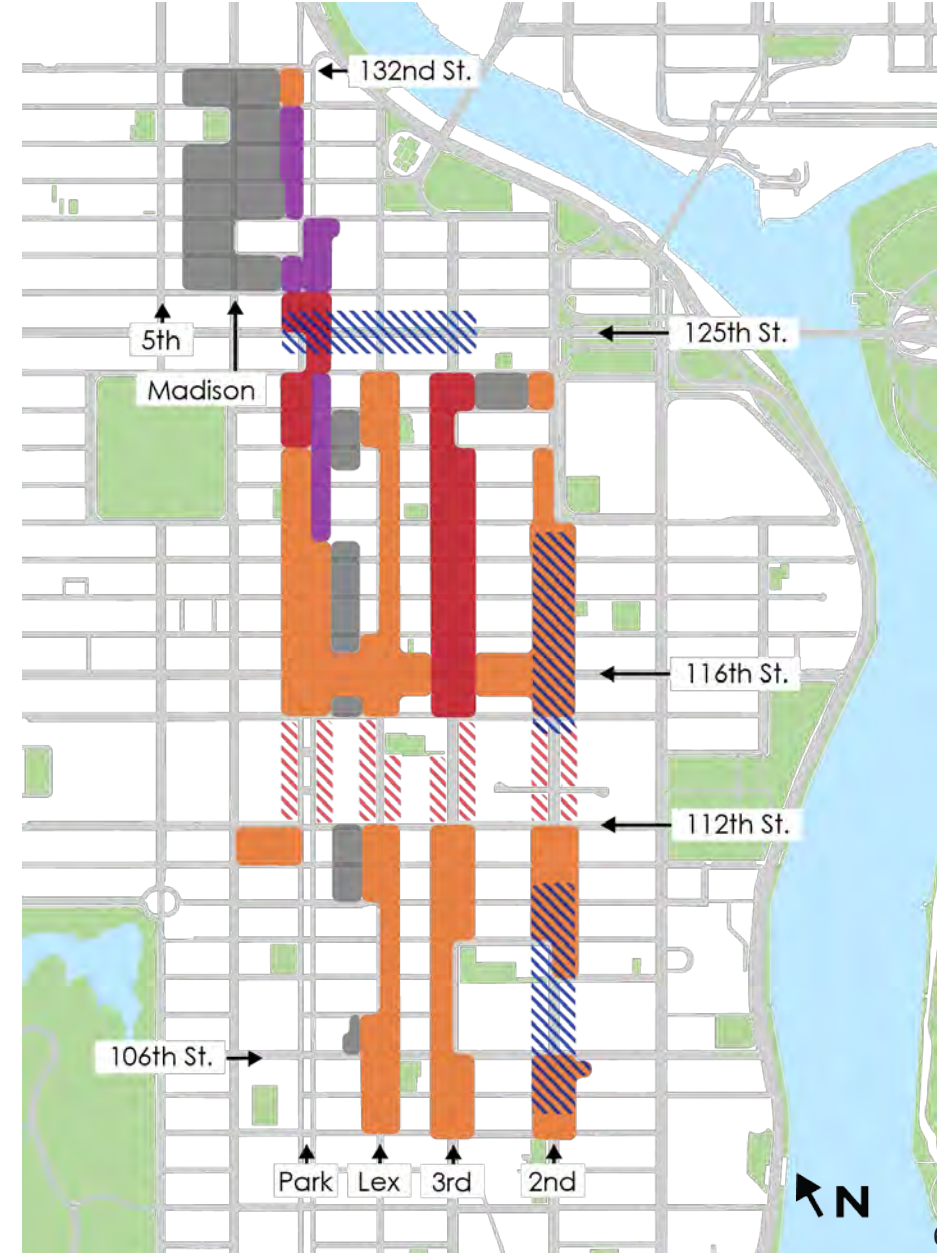 132nd St.
5th
125th St.
Madison
116th St.
112th St.
106th St.
Park
Lex
3rd
2nd
N